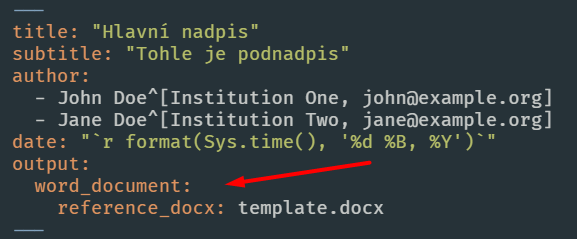 ---
title: "Hlavní nadpis"
subtitle: "Tohle je podnadpis"
author:
  - John Doe^[Institution One, john@example.org]
  - Jane Doe^[Institution Two, jane@example.org]
date: "`r format(Sys.time(), '%d %B, %Y')`"
output:
  word_document:
    reference_docx: template.docx
---